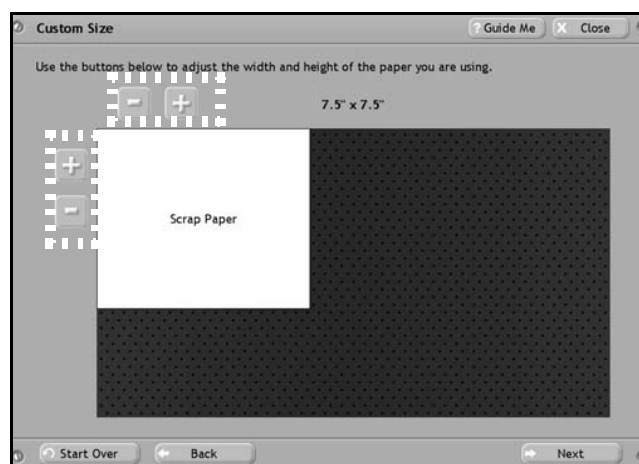 Custom Size
? Guide Me
X Close
Use the buttons below to adjust the width and height of the paper you are using.
- +
7.5" x 7.5"
+
-
Scrap Paper
Start Over
Back
Next